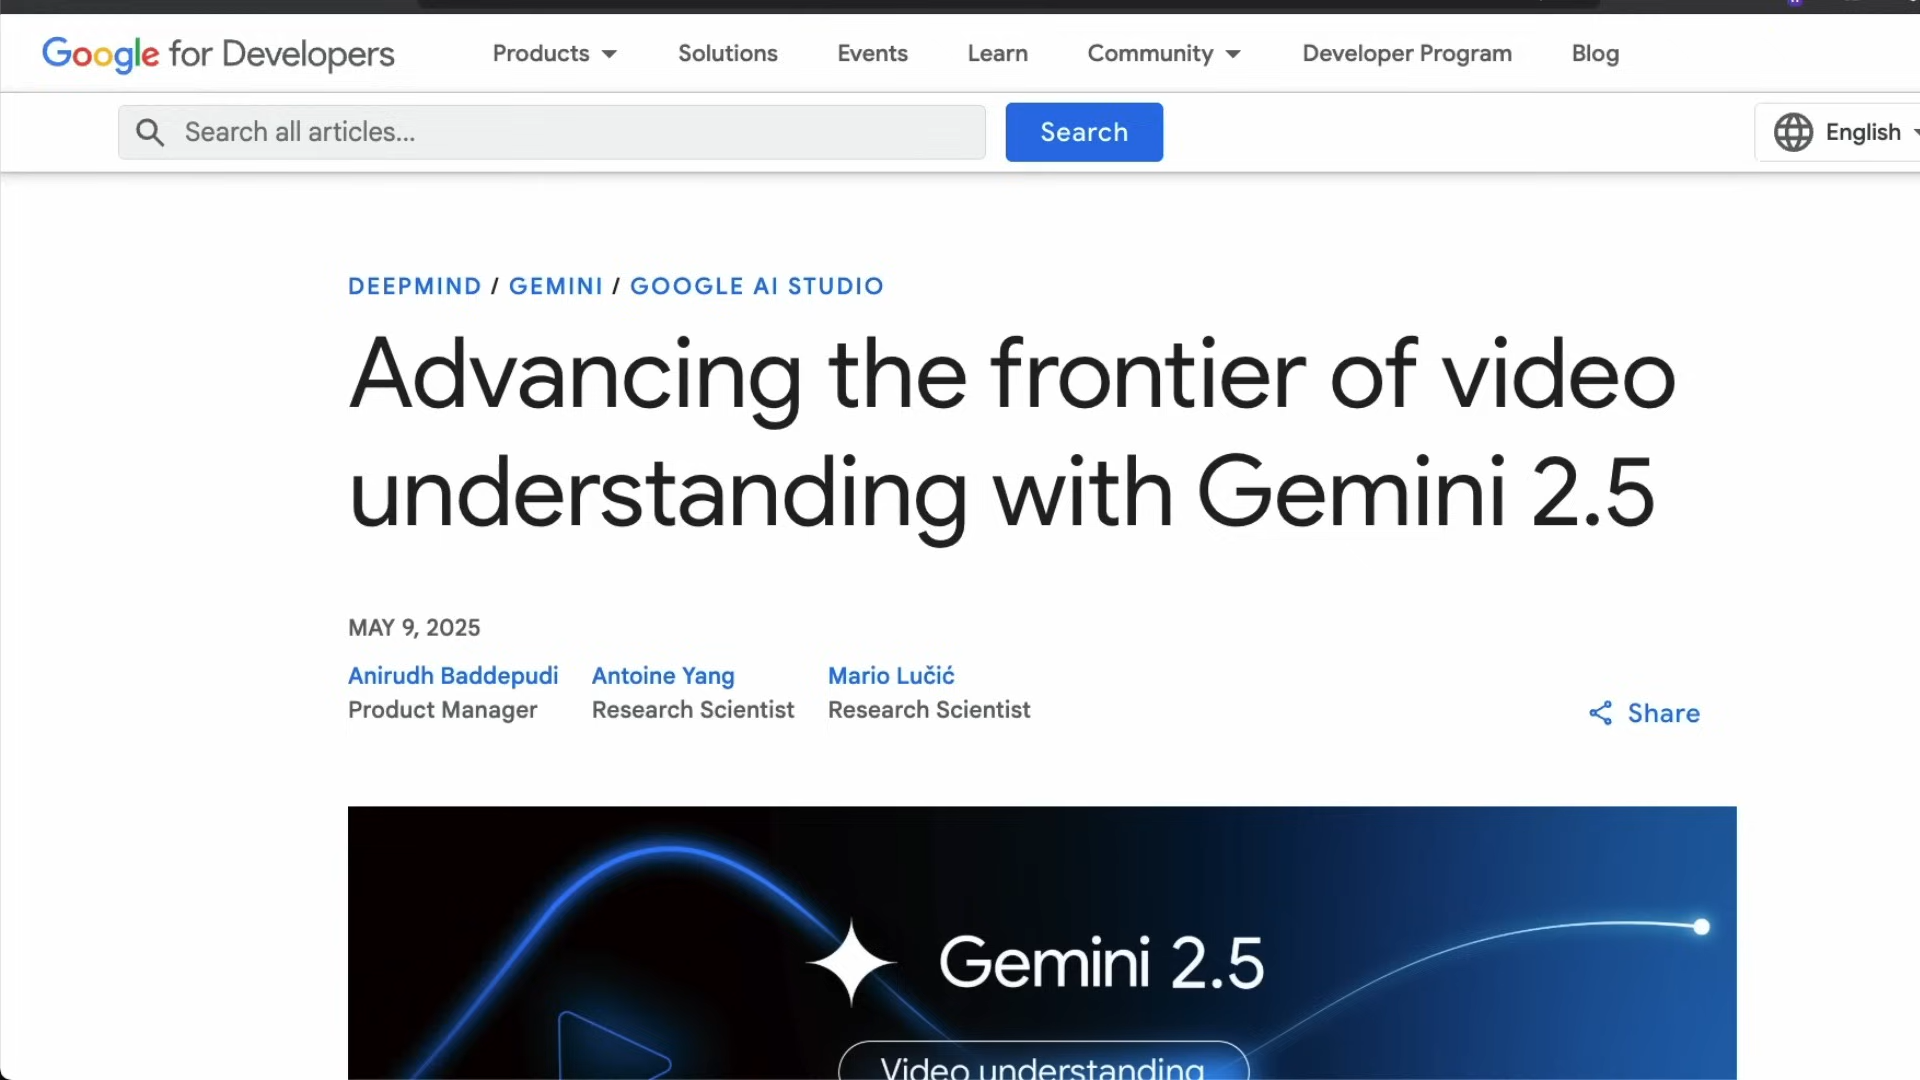 Google for Developers
Products
Solutions
Events
Learn
Community
Developer Program
Blog
Search all articles...
Search
English
DEEPMIND / GEMINI / GOOGLE AI STUDIO
Advancing the frontier of video
understanding with Gemini 2.5
MAY 9, 2025
Anirudh Baddepudi
Product Manager
Antoine Yang
Research Scientist
Mario Lučić
Research Scientist
Share
Gemini 2.5
Video understanding